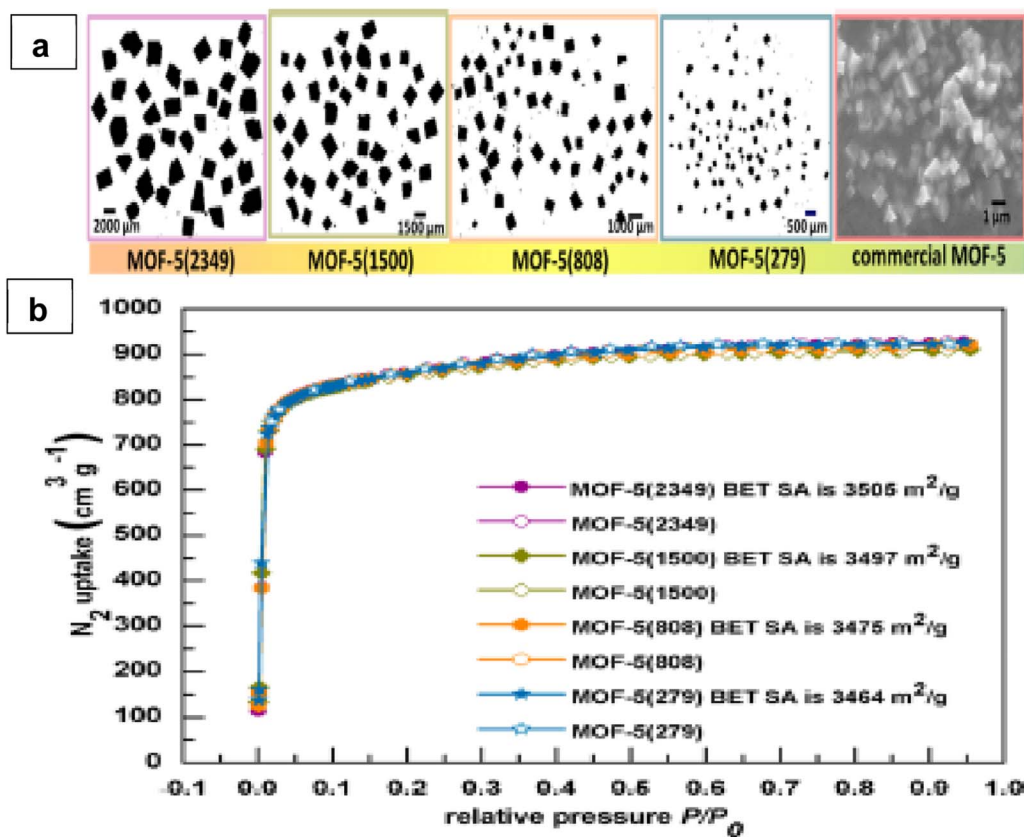 a
2000 µm
1500 µm
1000 µm
500 µm
1 µm
MOF-5(2349)
MOF-5(1500)
MOF-5(808)
MOF-5(279)
commercial MOF-5
b
1000
900
800
700
600
500
400
300
200
100
0
N2 uptake (cm3 g-1)
MOF-5(2349) BET SA is 3505 m2/g
MOF-5(2349)
MOF-5(1500) BET SA is 3497 m2/g
MOF-5(1500)
MOF-5(808) BET SA is 3475 m2/g
MOF-5(808)
MOF-5(279) BET SA is 3464 m2/g
MOF-5(279)
-0.1 0.0 0.1 0.2 0.3 0.4 0.5 0.6 0.7 0.8 0.9 1.0
relative pressure P/P0